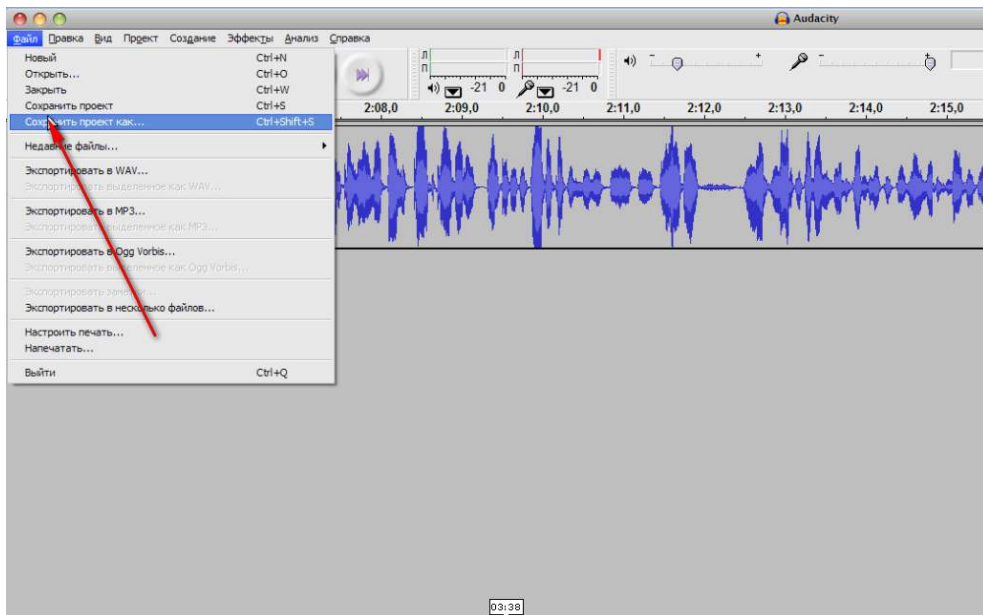 Audacity
Файл Правка Вид Проект Создание Эффекты Анализ Справка
Новый Ctrl+N
Открыть... Ctrl+O
Закрыть Ctrl+W
Сохранить проект Ctrl+S
Сохранить проект как... Ctrl+Shift+S
Недавние файлы...
Экспортировать в WAV...
Экспортировать выделенное как WAV...
Экспортировать в MP3...
Экспортировать выделенное как MP3...
Экспортировать в Ogg Vorbis...
Экспортировать выделенное как Ogg Vorbis...
Экспортировать заметки...
Экспортировать в несколько файлов...
Настроить печать...
Напечатать...
Выйти Ctrl+Q
Л Л
П П
-21 0 -21 0
- + -
2:08,0 2:09,0 2:10,0 2:11,0 2:12,0 2:13,0 2:14,0 2:15,0
03:38